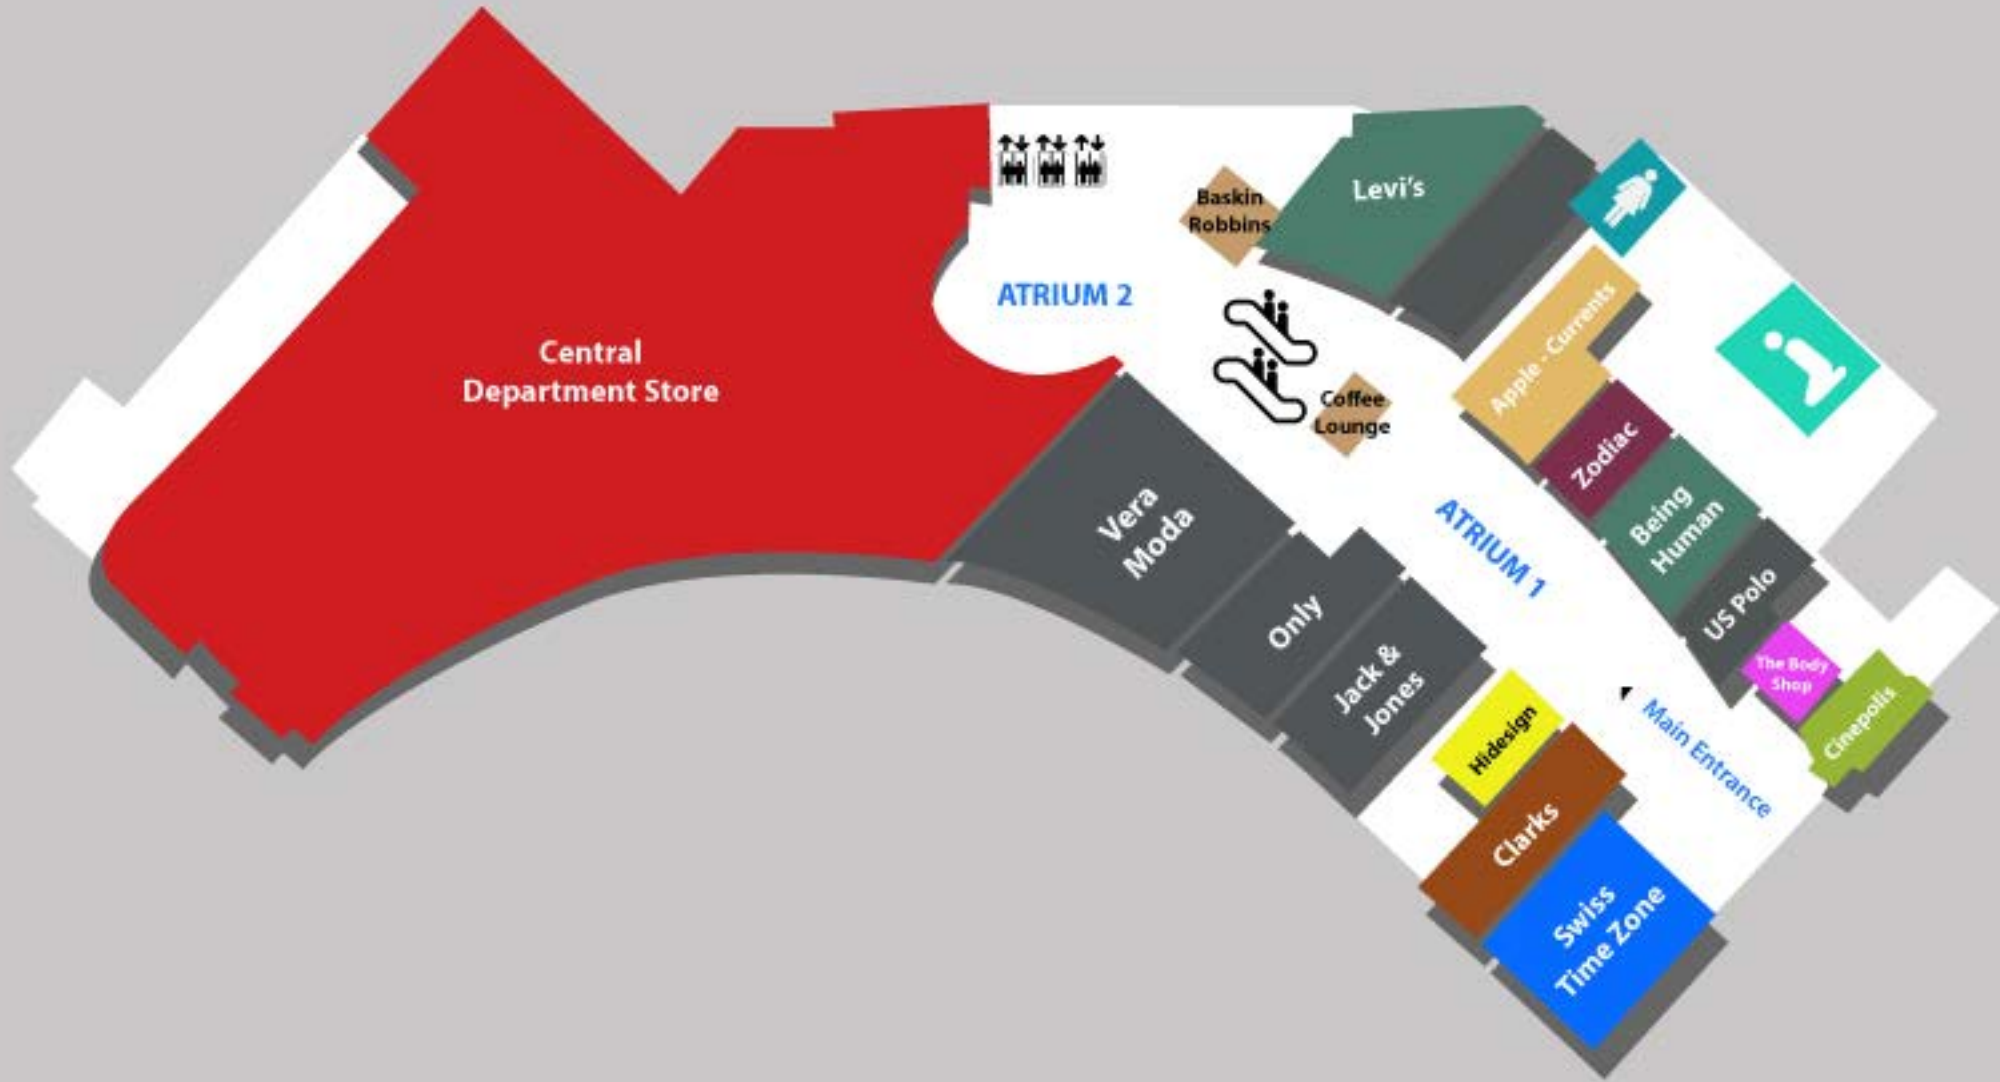 Central
Department Store
ATRIUM 2
Baskin
Robbins
Levi's
Coffee
Lounge
Apple - Currents
Zodiac
Being
Human
US Polo
The Body
Shop
Cinepolis
ATRIUM 1
Vera
Moda
Only
Jack &
Jones
Hidesign
Clarks
Swiss
Time Zone
Main Entrance